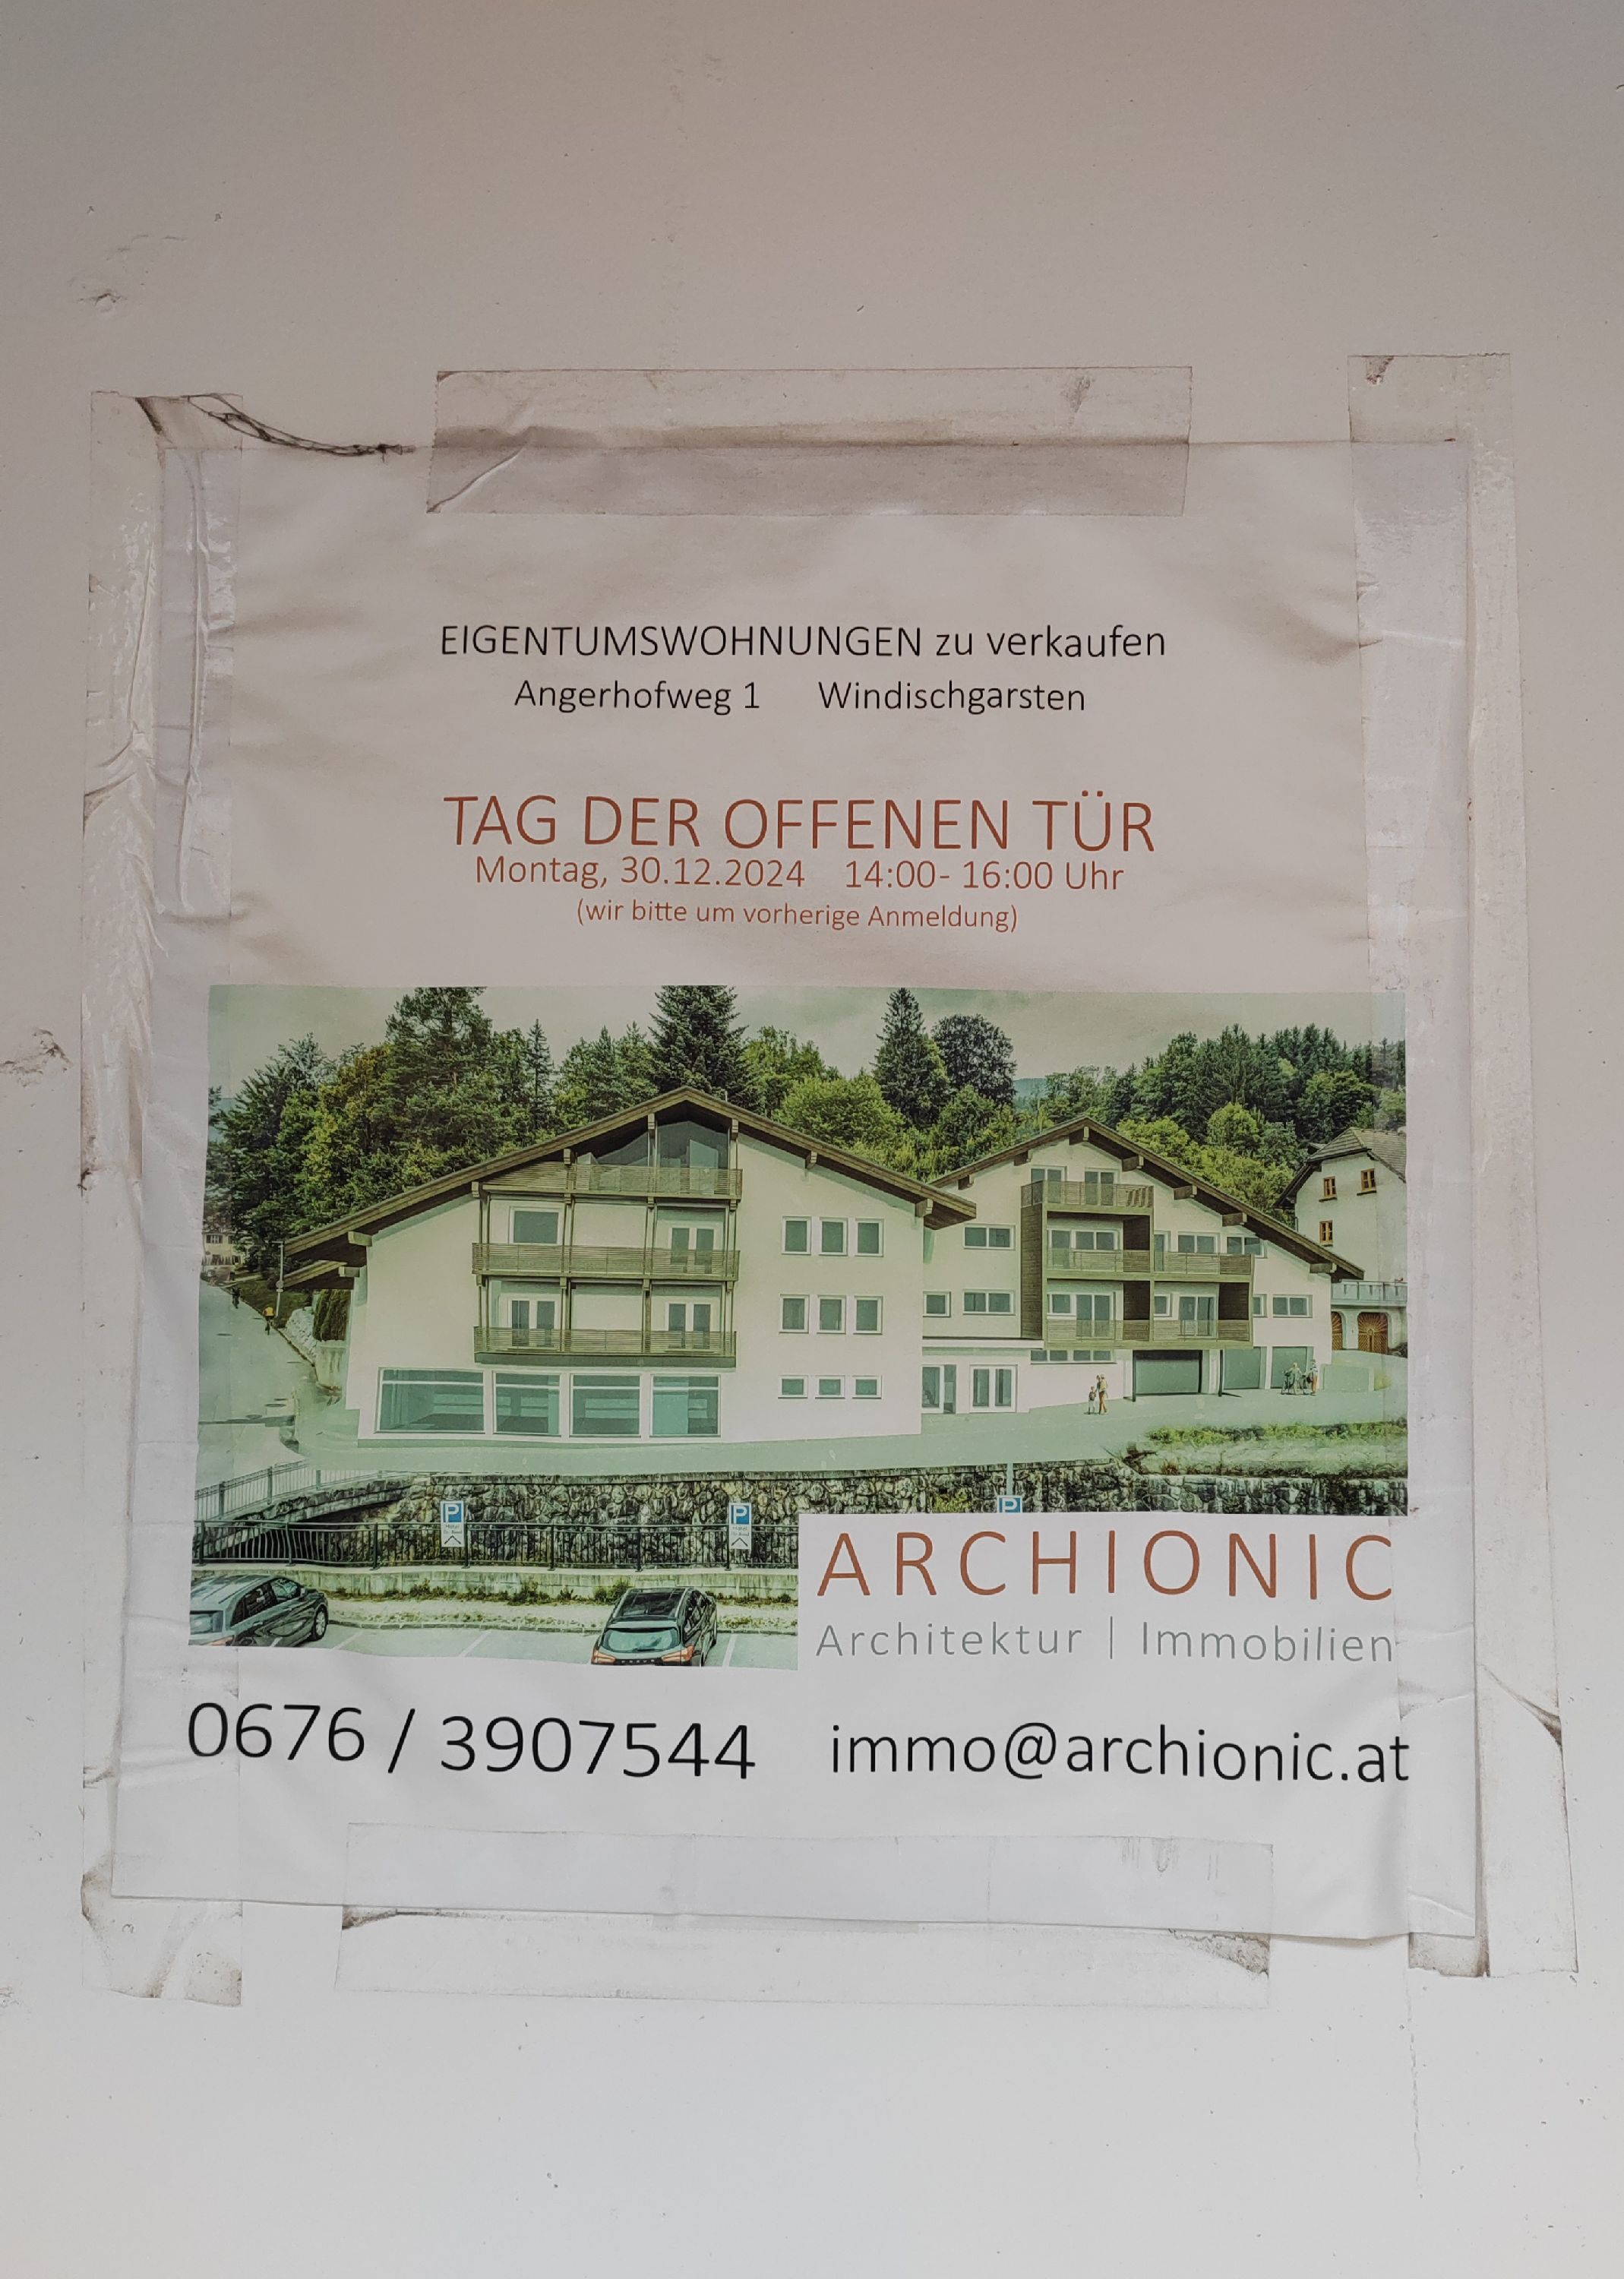 EIGENTUMSWOHNUNGEN zu verkaufen
Angerhofweg 1 Windischgarsten
TAG DER OFFENEN TÜR
Montag, 30.12.2024 14:00- 16:00 Uhr
(wir bitte um vorherige Anmeldung)
P
P
P
ARCHIONIC
Architektur | Immobilien
0676 / 3907544 immo@archionic.at